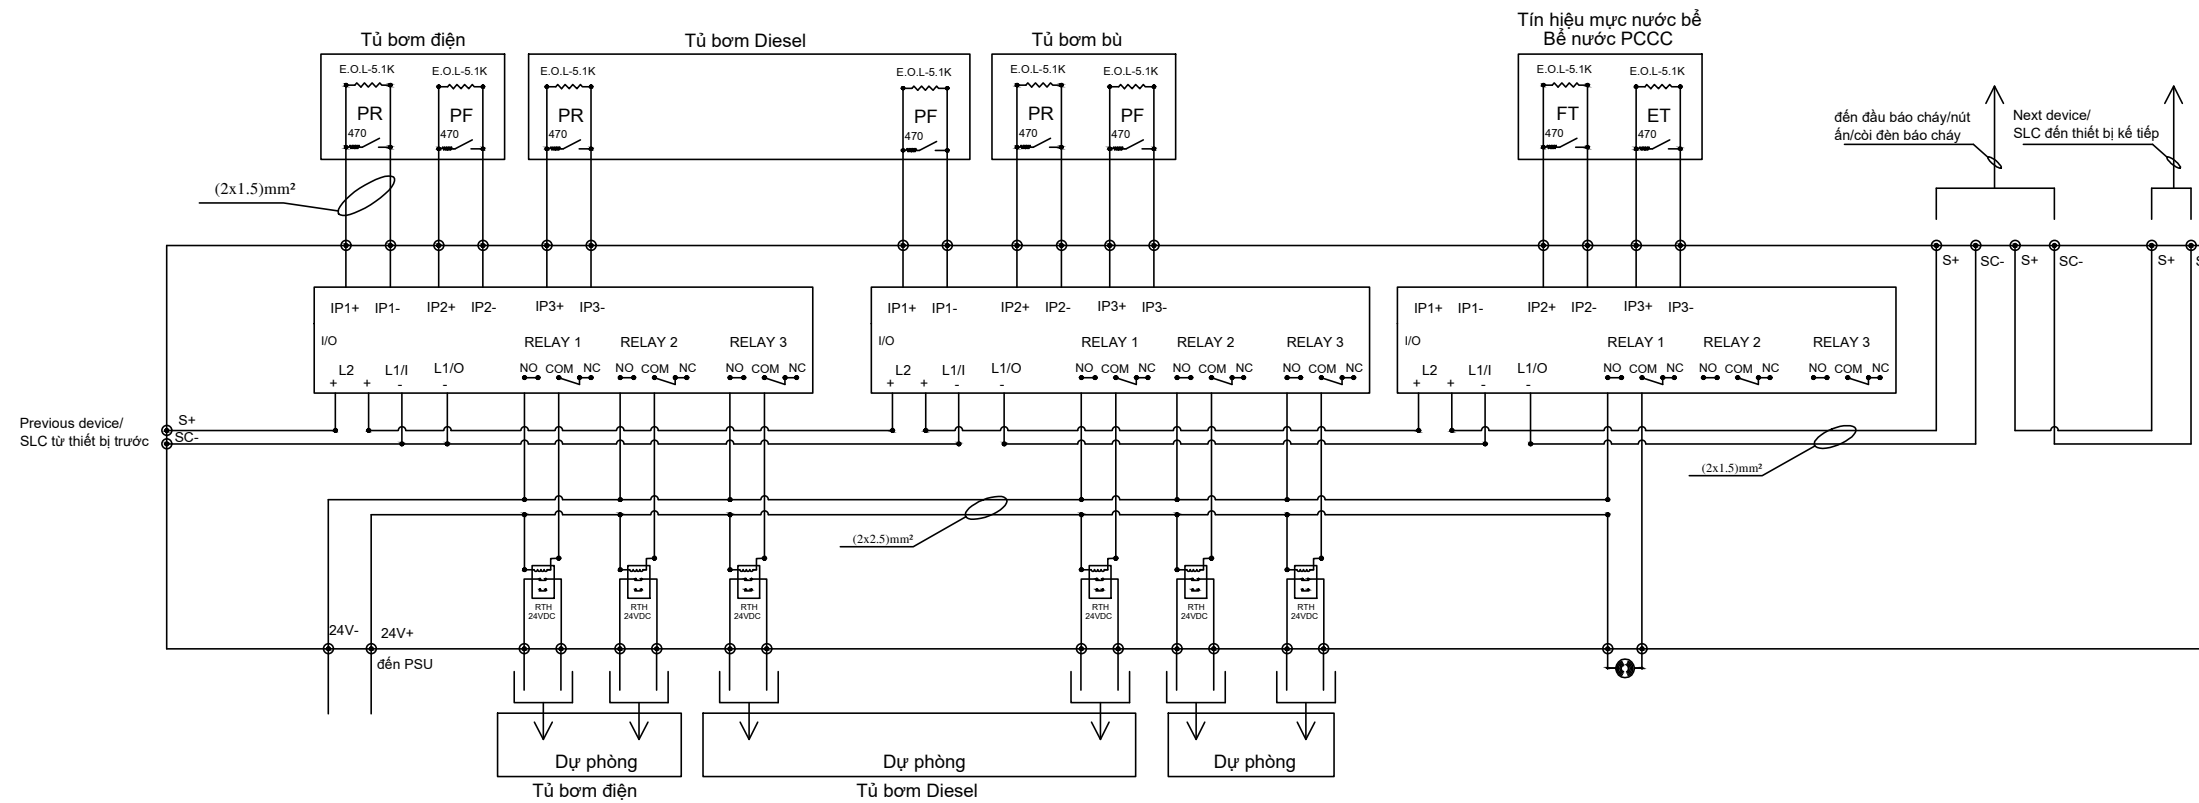 Tủ bơm điện
Tủ bơm Diesel
Tủ bơm bù
Tín hiệu mực nước bể
Bể nước PCCC
E.O.L-5.1K
E.O.L-5.1K
E.O.L-5.1K
E.O.L-5.1K
E.O.L-5.1K
E.O.L-5.1K
E.O.L-5.1K
E.O.L-5.1K
PR
PF
PR
PF
PR
PF
FT
ET
470
470
470
470
470
470
470
470
đến đầu báo cháy/nút
ấn/còi đèn báo cháy
Next device/
SLC đến thiết bị kế tiếp
(2x1.5)mm²
S+ SC- S+ SC- S+
IP1+ IP1- IP2+ IP2- IP3+ IP3-
I/O
RELAY 1 RELAY 2 RELAY 3
L2 L1/I L1/O
NO COM NC NO COM NC NO COM NC
+ + - -
IP1+ IP1- IP2+ IP2- IP3+ IP3-
I/O
RELAY 1 RELAY 2 RELAY 3
L2 L1/I L1/O
NO COM NC NO COM NC NO COM NC
+ + - -
IP1+ IP1- IP2+ IP2- IP3+ IP3-
I/O
RELAY 1 RELAY 2 RELAY 3
L2 L1/I L1/O
NO COM NC NO COM NC NO COM NC
+ + - -
Previous device/
SLC từ thiết bị trước
S+
SC-
(2x1.5)mm²
(2x2.5)mm²
RTH
24VDC
RTH
24VDC
RTH
24VDC
RTH
24VDC
RTH
24VDC
RTH
24VDC
24V-
24V+
đến PSU
Dự phòng
Dự phòng
Dự phòng
Tủ bơm điện
Tủ bơm Diesel